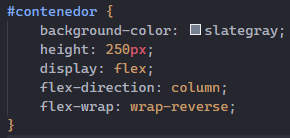 #contenedor {
background-color: slategray;
height: 250px;
display: flex;
flex-direction: column;
flex-wrap: wrap-reverse;
}